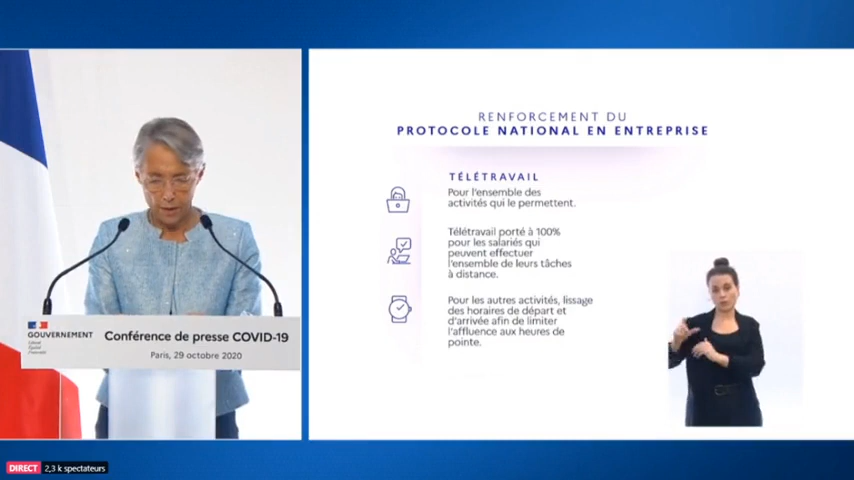 GOUVERNEMENT
Liberté
Égalité
Fraternité
Conférence de presse COVID-19
Paris, 29 octobre 2020
RENFORCEMENT DU
PROTOCOLE NATIONAL EN ENTREPRISE
TÉLÉTRAVAIL
Pour l'ensemble des
activités qui le permettent.
Télétravail porté à 100%
pour les salariés qui
peuvent effectuer
l'ensemble de leurs tâches
à distance.
Pour les autres activités, lissage
des horaires de départ et
d'arrivée afin de limiter
l'affluence aux heures de
pointe.
DIRECT 2,3 k spectateurs